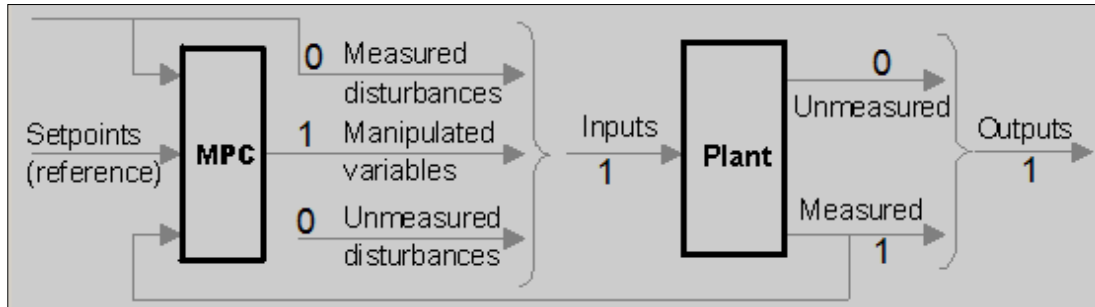 Setpoints
(reference)
MPC
0 Measured
disturbances
1 Manipulated
variables
0 Unmeasured
disturbances
Inputs
1
Plant
0
Unmeasured
Measured
1
Outputs
1